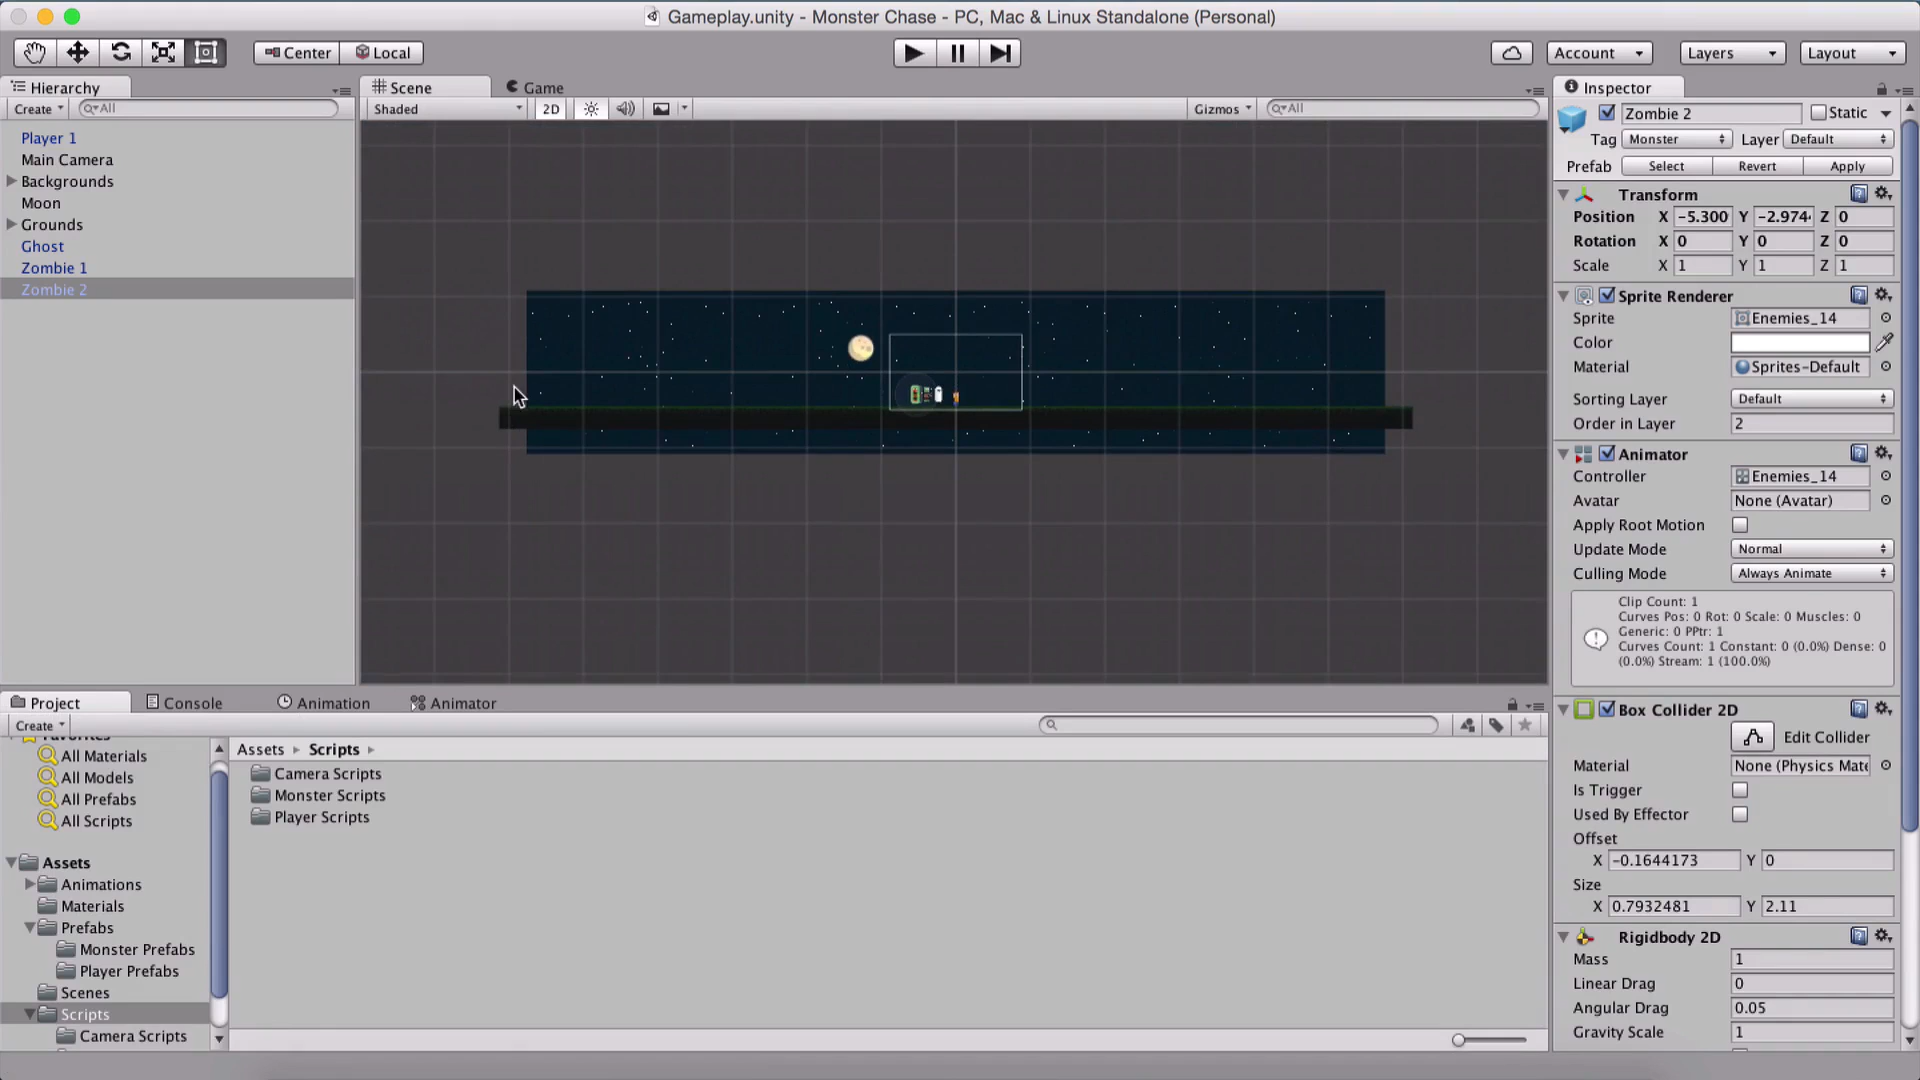 Gameplay.unity - Monster Chase - PC, Mac & Linux Standalone (Personal)
Center Local Account Layers Layout
Hierarchy
Create All
Player 1
Main Camera
Backgrounds
Moon
Grounds
Ghost
Zombie 1
Zombie 2
Scene Game
Shaded 2D Gizmos All
Inspector
Zombie 2 Static
Tag Monster Layer Default
Prefab Select Revert Apply
Transform
Position X -5.300 Y -2.974 Z 0
Rotation X 0 Y 0 Z 0
Scale X 1 Y 1 Z 1
Sprite Renderer
Sprite Enemies_14
Color
Material Sprites-Default
Sorting Layer Default
Order in Layer 2
Animator
Controller Enemies_14
Avatar None (Avatar)
Apply Root Motion
Update Mode Normal
Culling Mode Always Animate
Clip Count: 1
Curves Pos: 0 Rot: 0 Scale: 0 Muscles: 0
Generic: 0 PPtr: 1
Curves Count: 1 Constant: 0 (0.0%) Dense: 0
(0.0%) Stream: 1 (100.0%)
Box Collider 2D
Edit Collider
Material None (Physics Mate
Is Trigger
Used By Effector
Offset
X -0.1644173 Y 0
Size
X 0.7932481 Y 2.11
Rigidbody 2D
Mass 1
Linear Drag 0
Angular Drag 0.05
Gravity Scale 1
Project Console Animation Animator
Create
Favorites
All Materials
All Models
All Prefabs
All Scripts
Assets
Animations
Materials
Prefabs
Monster Prefabs
Player Prefabs
Scenes
Scripts
Camera Scripts
Assets Scripts
Camera Scripts
Monster Scripts
Player Scripts